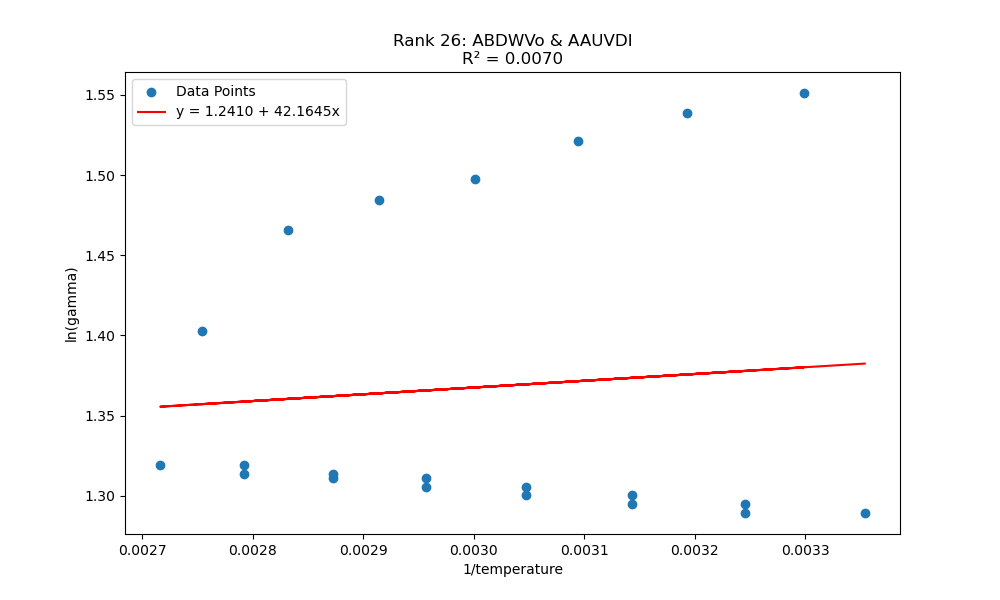 Rank 26: ABDWVo & AAUVDI
R² = 0.0070
Data Points
y = 1.2410 + 42.1645x
ln(gamma)
1.55
1.50
1.45
1.40
1.35
1.30
0.0027
0.0028
0.0029
0.0030
0.0031
0.0032
0.0033
1/temperature